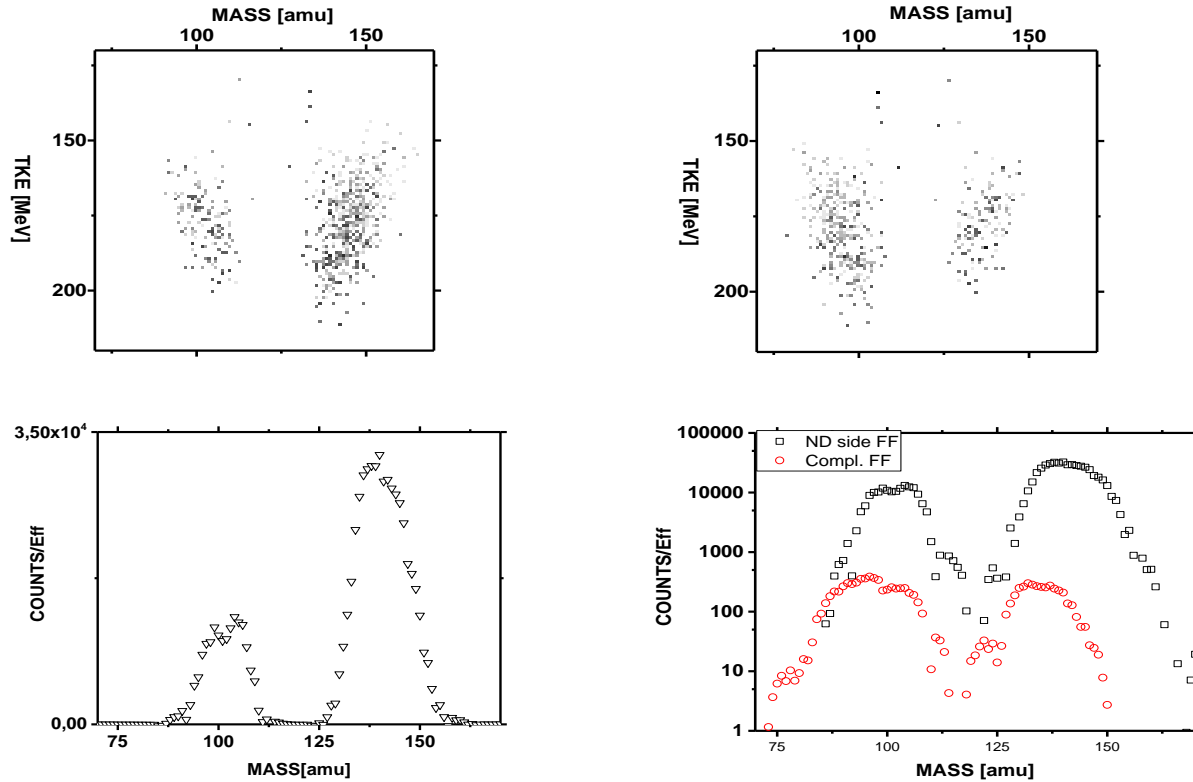 MASS [amu]
100 150
150
200
TKE [MeV]
MASS [amu]
100 150
150
200
TKE [MeV]
3,50x10⁴
0,00
COUNTS/Eff
75 100 125 150
MASS[amu]
100000
10000
1000
100
10
1
COUNTS/Eff
ND side FF
Compl. FF
75 100 125 150
MASS [amu]